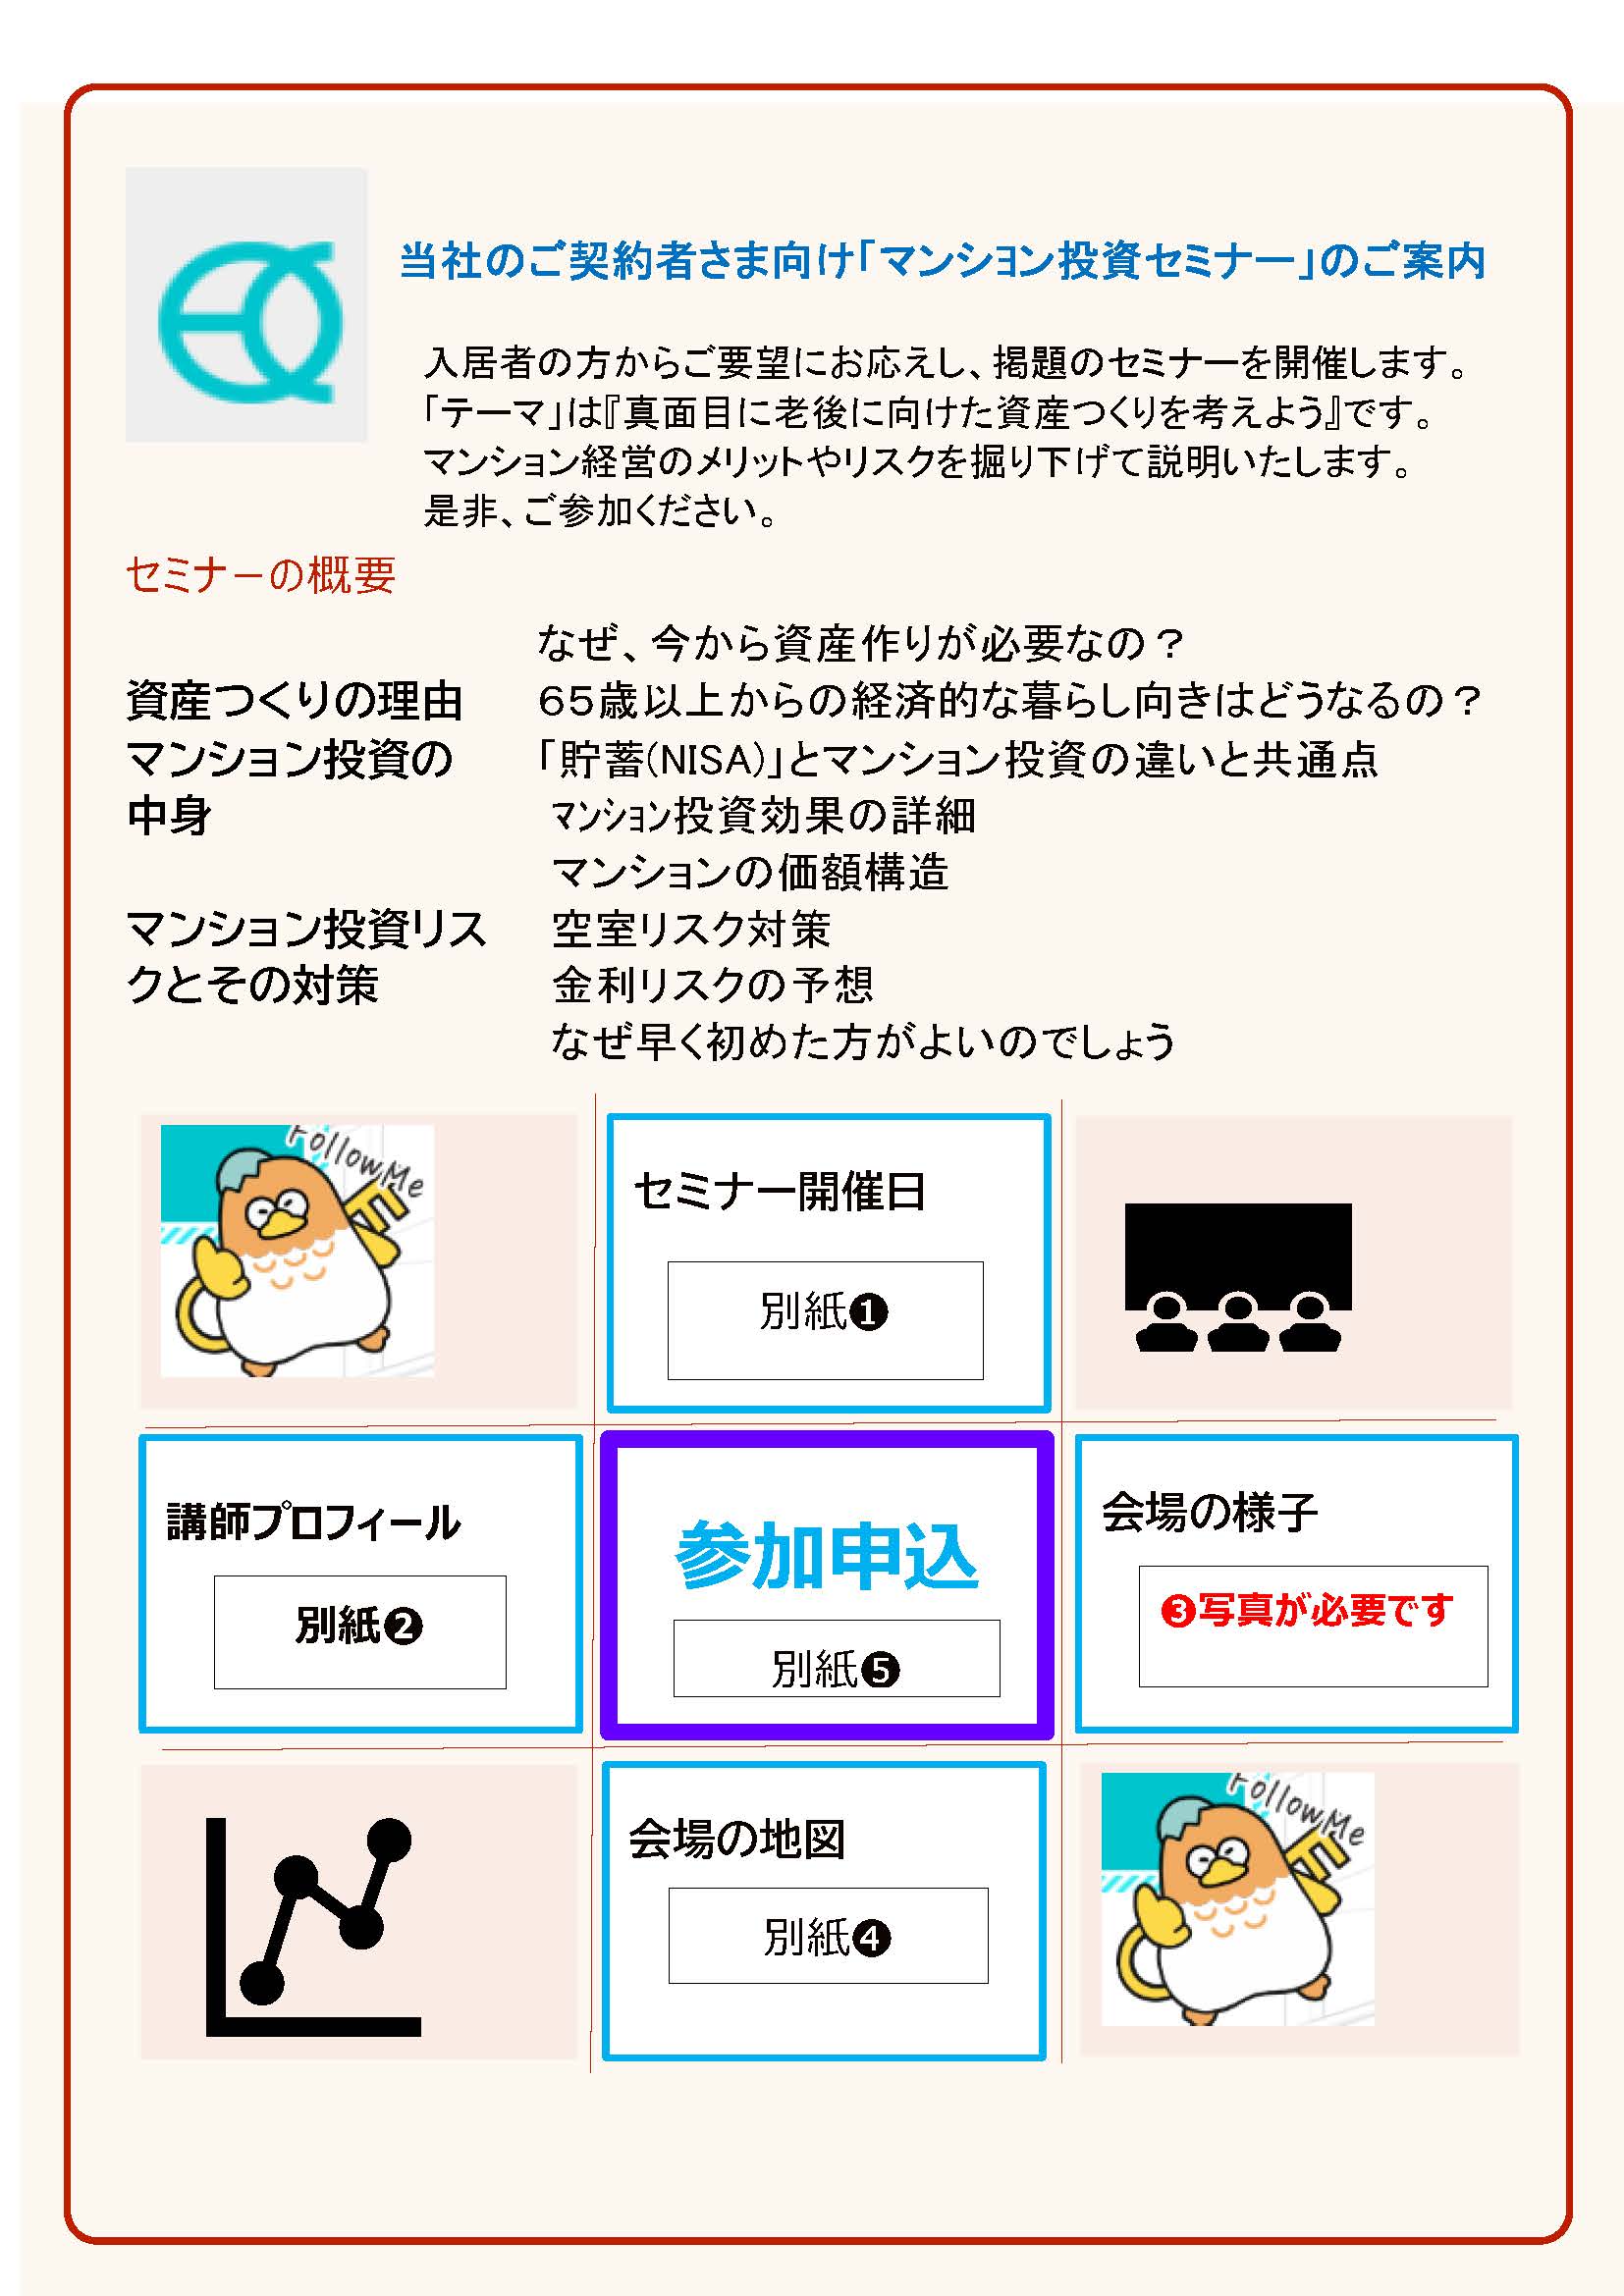 当社のご契約者さま向け「マンション投資セミナー」のご案内
入居者の方からご要望にお応えし、掲題のセミナーを開催します。
「テーマ」は『真面目に老後に向けた資産つくりを考えよう』です。
マンション経営のメリットやリスクを掘り下げて説明いたします。
是非、ご参加ください。
セミナーの概要
なぜ、今から資産作りが必要なの？
資産つくりの理由 ６５歳以上からの経済的な暮らし向きはどうなるの？
マンション投資の 「貯蓄(NISA)」とマンション投資の違いと共通点
中身 ﾏﾝｼｮﾝ投資効果の詳細
マンションの価額構造
マンション投資リス 空室リスク対策
クとその対策 金利リスクの予想
なぜ早く初めた方がよいのでしょう
Follow Me
セミナー開催日
別紙❶
講師プロフィール
別紙❷
参加申込
別紙❺
会場の様子
❸写真が必要です
会場の地図
別紙❹
Follow Me